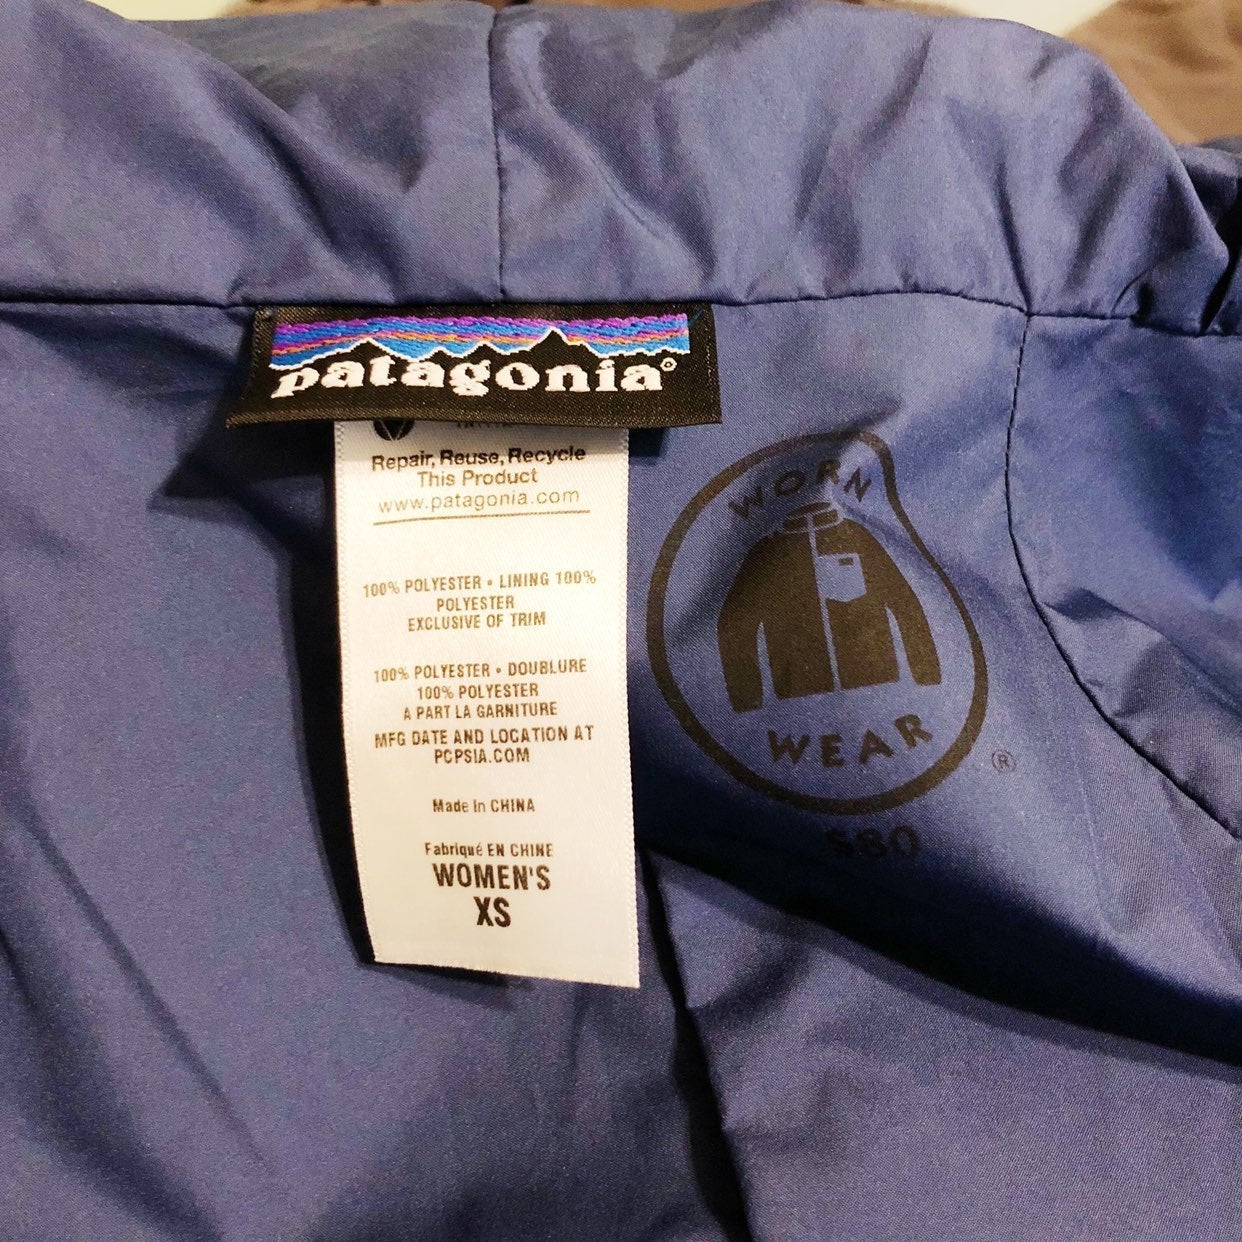 patagonia®
Repair, Reuse, Recycle
This Product
www.patagonia.com
100% POLYESTER • LINING 100%
POLYESTER
EXCLUSIVE OF TRIM
100% POLYESTER • DOUBLURE
100% POLYESTER
A PART LA GARNITURE
MFG DATE AND LOCATION AT
PCPSIA.COM
Made In CHINA
Fabriqué EN CHINE
WOMEN'S
XS
WORN
WEAR
®
$80